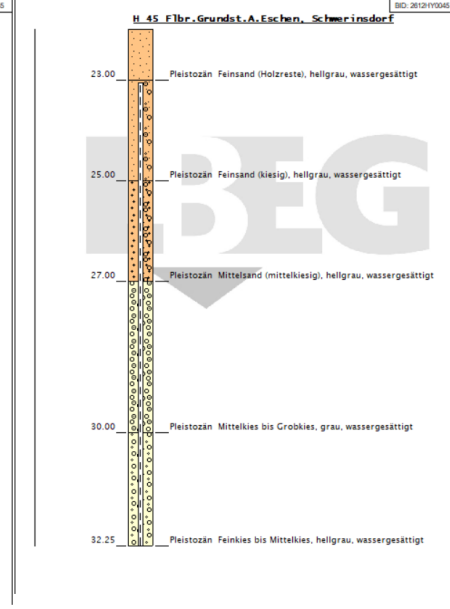 5
BID: 2612HY0045
H 45 Flbr.Grundst.A.Eschen, Schwerinsdorf
23.00 Pleistozän Feinsand (Holzreste), hellgrau, wassergesättigt
25.00 Pleistozän Feinsand (kiesig), hellgrau, wassergesättigt
LBEG
27.00 Pleistozän Mittelsand (mittelkiesig), hellgrau, wassergesättigt
30.00 Pleistozän Mittelkies bis Grobkies, grau, wassergesättigt
32.25 Pleistozän Feinkies bis Mittelkies, hellgrau, wassergesättigt